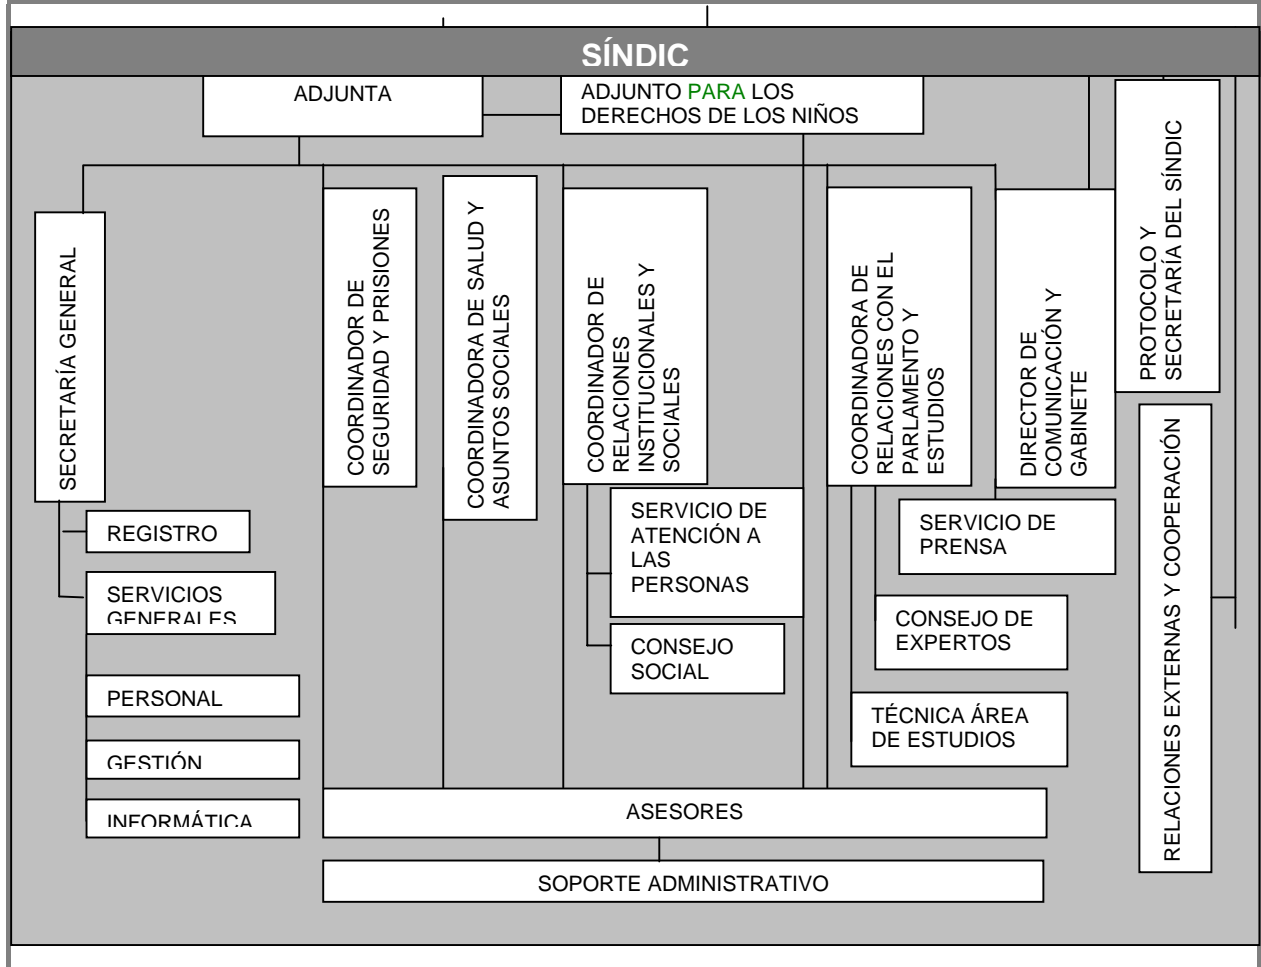 SÍNDIC
ADJUNTA
ADJUNTO PARA LOS
DERECHOS DE LOS NIÑOS
SECRETARÍA GENERAL
COORDINADOR DE
SEGURIDAD Y PRISIONES
COORDINADORA DE SALUD Y
ASUNTOS SOCIALES
COORDINADOR DE
RELACIONES
INSTITUCIONALES Y
SOCIALES
COORDINADORA DE
RELACIONES CON EL
PARLAMENTO Y
ESTUDIOS
DIRECTOR DE
COMUNICACIÓN Y
GABINETE
PROTOCOLO Y
SECRETARÍA DEL SÍNDIC
RELACIONES EXTERNAS Y COOPERACIÓN
REGISTRO
SERVICIOS
GENERALES
PERSONAL
GESTIÓN
INFORMÁTICA
SERVICIO DE
ATENCIÓN A
LAS
PERSONAS
CONSEJO
SOCIAL
SERVICIO DE
PRENSA
CONSEJO DE
EXPERTOS
TÉCNICA ÁREA
DE ESTUDIOS
ASESORES
SOPORTE ADMINISTRATIVO